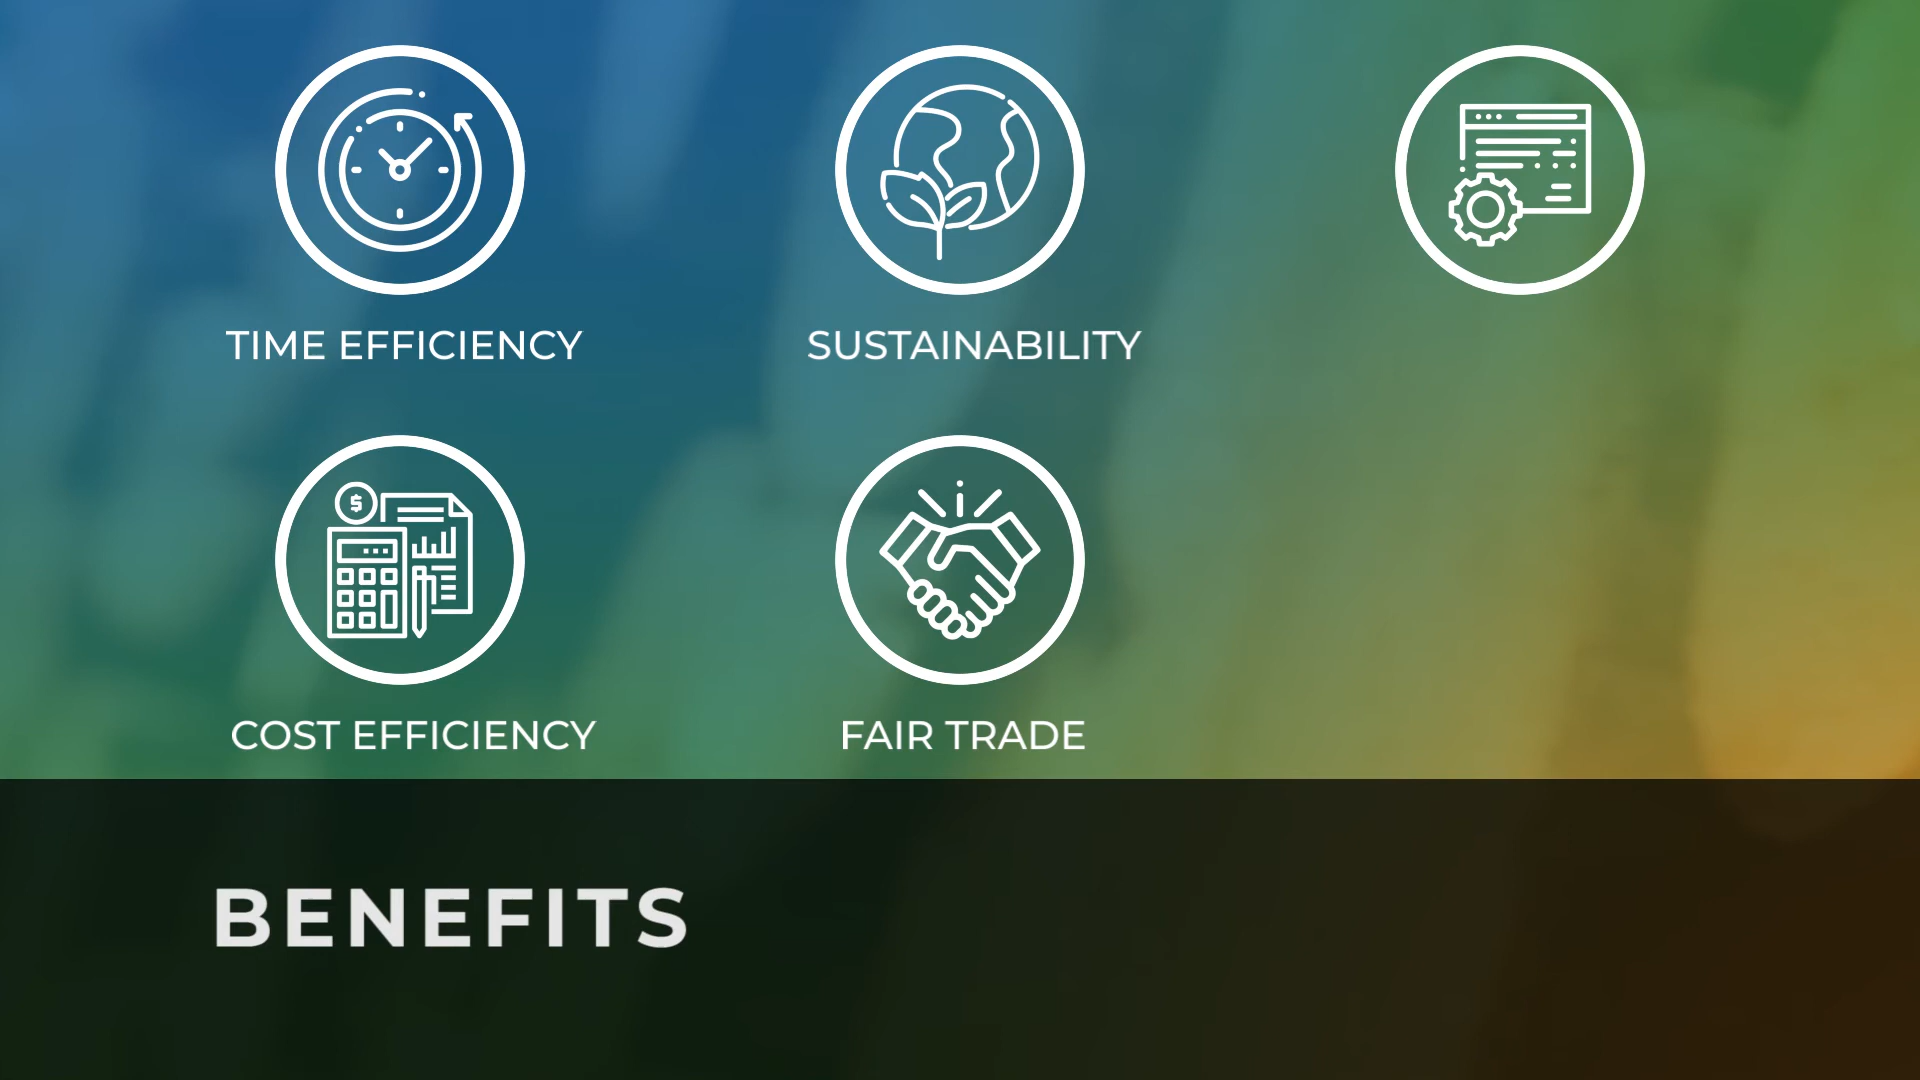 TIME EFFICIENCY
SUSTAINABILITY
$
COST EFFICIENCY
FAIR TRADE
BENEFITS